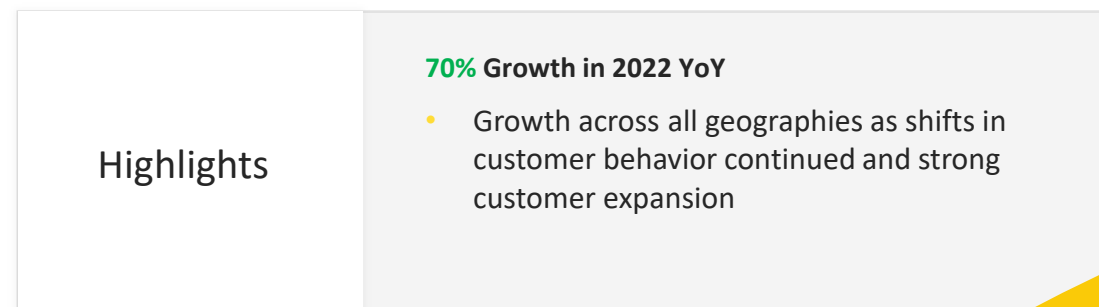 Highlights
70% Growth in 2022 YoY
• Growth across all geographies as shifts in
customer behavior continued and strong
customer expansion